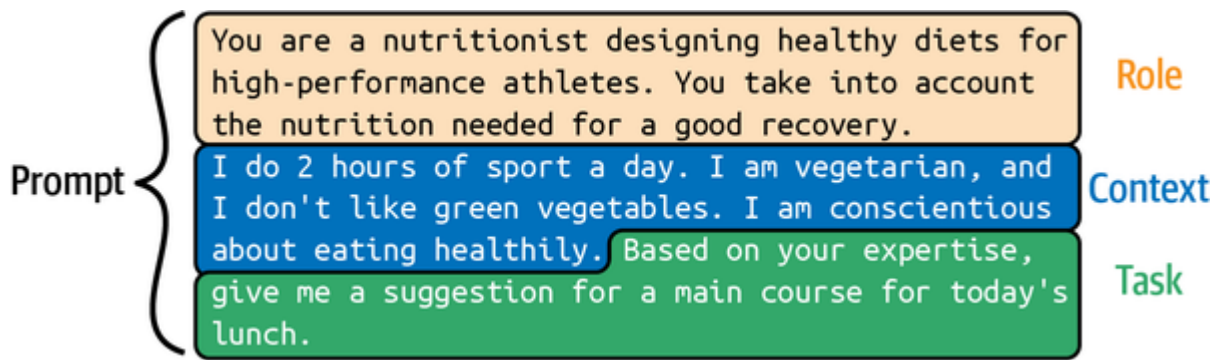 You are a nutritionist designing healthy diets for
high-performance athletes. You take into account
the nutrition needed for a good recovery.
Role
I do 2 hours of sport a day. I am vegetarian, and
I don't like green vegetables. I am conscientious
about eating healthily. Based on your expertise,
give me a suggestion for a main course for today's
lunch.
Prompt
Context
Task